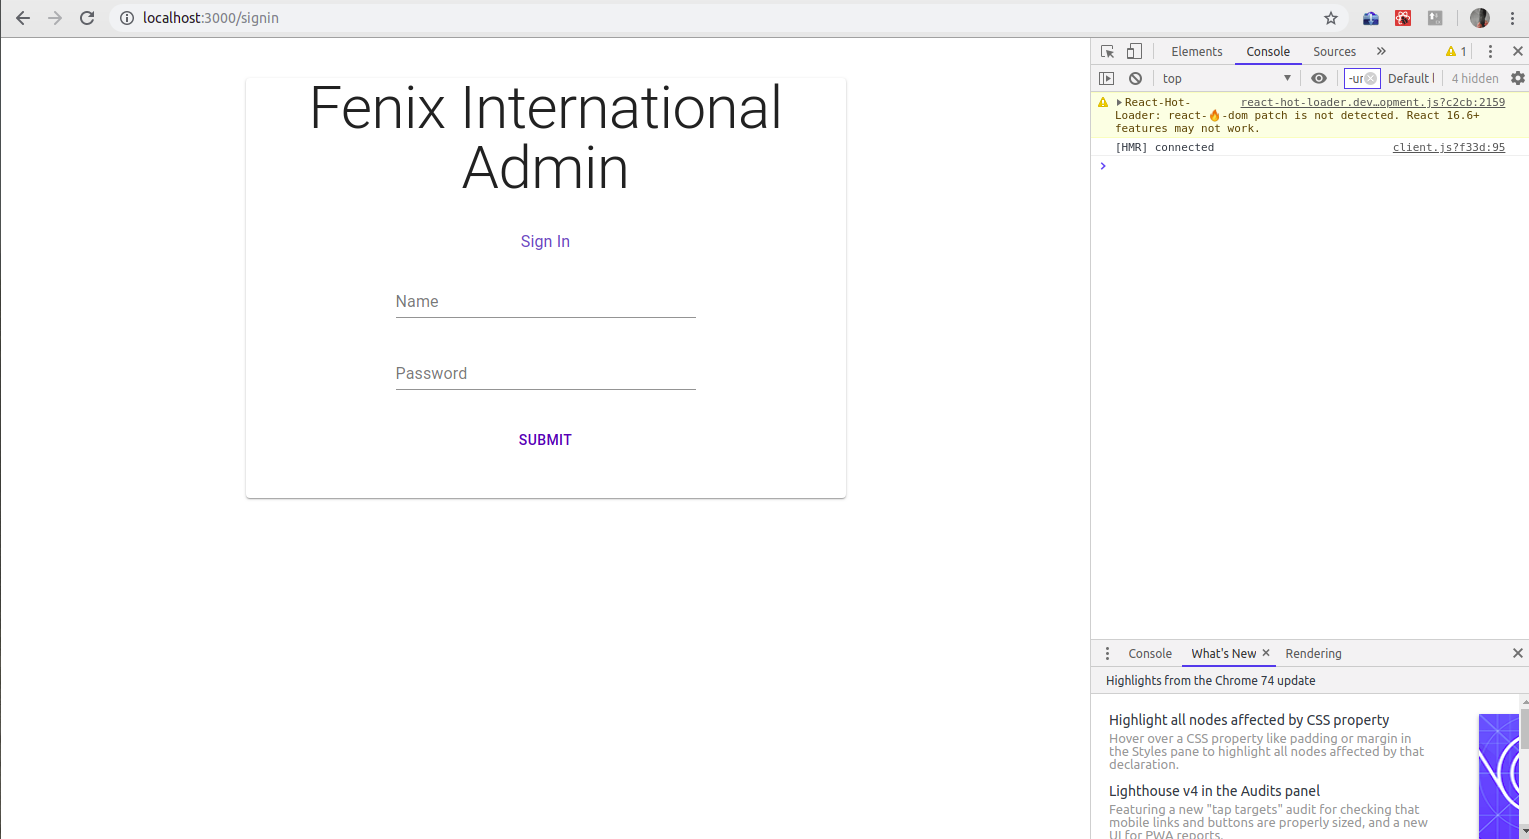 localhost:3000/signin
Fenix International
Admin
Sign In
Name
Password
SUBMIT
Elements Console Sources » 1
top -ur Default l 4 hidden
React-Hot- react-hot-loader.dev…opment.js?c2cb:2159
Loader: react-🔥-dom patch is not detected. React 16.6+
features may not work.
[HMR] connected client.js?f33d:95
Console What's New Rendering
Highlights from the Chrome 74 update
Highlight all nodes affected by CSS property
Hover over a CSS property like padding or margin in
the Styles pane to highlight all nodes affected by that
declaration.
Lighthouse v4 in the Audits panel
Featuring a new "tap targets" audit for checking that
mobile links and buttons are properly sized, and a new
UI for PWA reports.